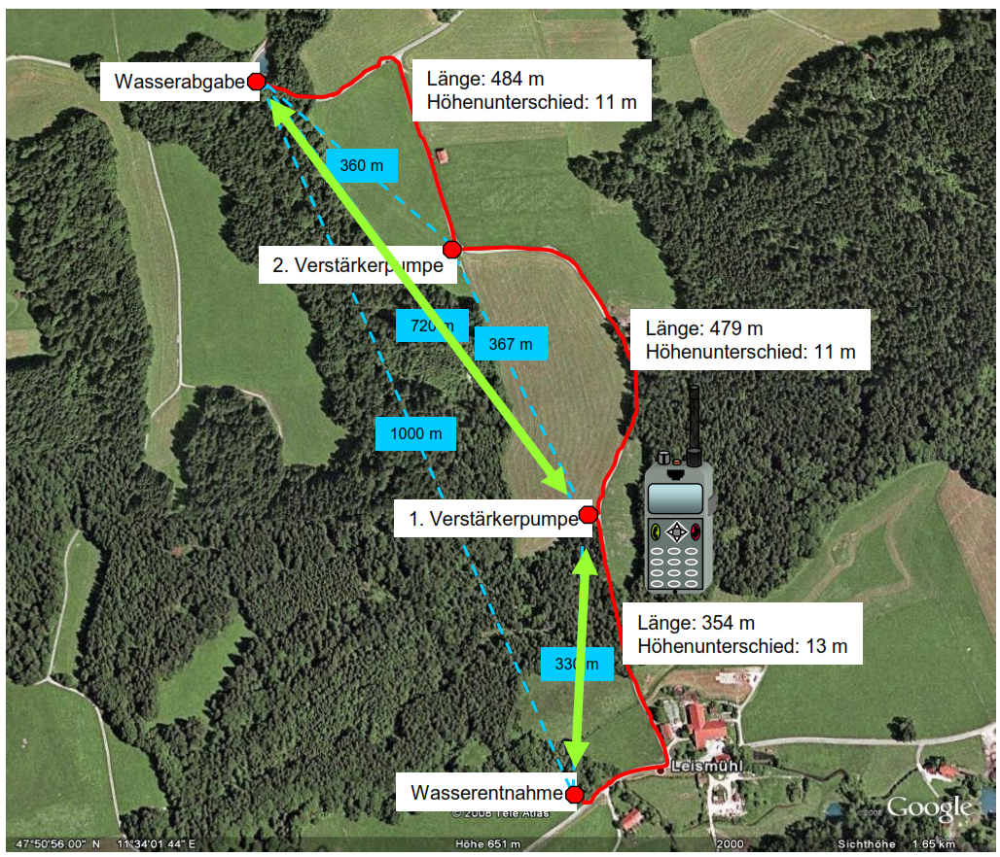 Wasserabgabe
Länge: 484 m
Höhenunterschied: 11 m
360 m
2. Verstärkerpumpe
720 m
367 m
Länge: 479 m
Höhenunterschied: 11 m
1000 m
1. Verstärkerpumpe
Länge: 354 m
Höhenunterschied: 13 m
330 m
Leismühl
Wasserentnahme
© 2008 Tele Atlas
© 2008 Google
47°50'56.00" N 11°34'01.44" E
Höhe 651 m
2000
Sichthöhe 1.65 km